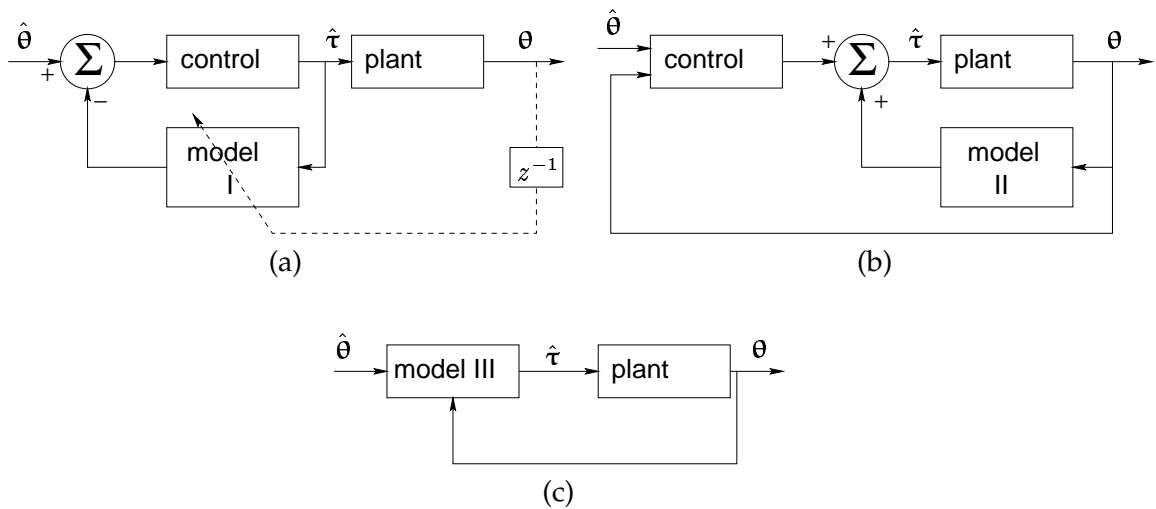 θ̂ + Σ − control τ̂ plant θ
model
I
z⁻¹
(a)
θ̂ control + Σ + τ̂ plant θ
model
II
(b)
θ̂ model III τ̂ plant θ
(c)